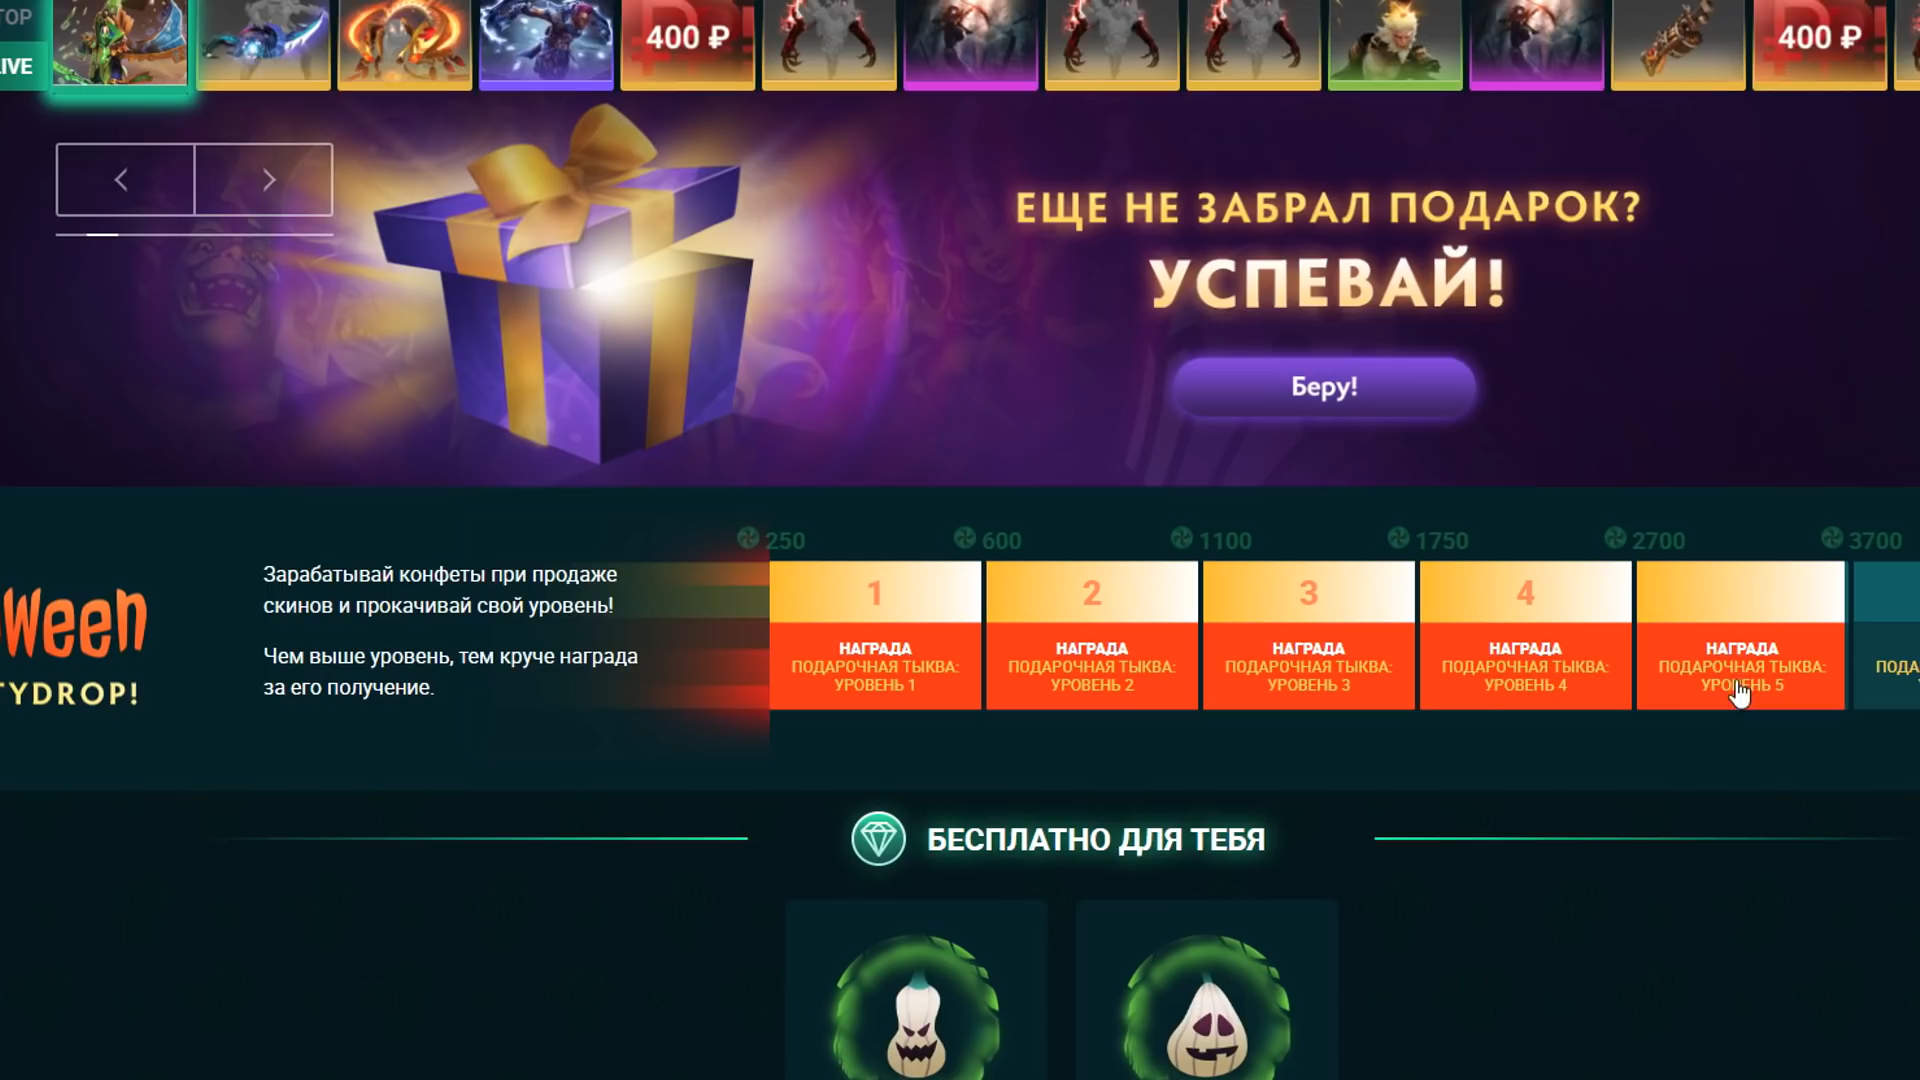 TOP
LIVE
400 ₽
400 ₽
ЕЩЕ НЕ ЗАБРАЛ ПОДАРОК?
УСПЕВАЙ!
Беру!
250
600
1100
1750
2700
3700
ween
TYDROP!
Зарабатывай конфеты при продаже
скинов и прокачивай свой уровень!
Чем выше уровень, тем круче награда
за его получение.
1
2
3
4
НАГРАДА
ПОДАРОЧНАЯ ТЫКВА:
УРОВЕНЬ 1
НАГРАДА
ПОДАРОЧНАЯ ТЫКВА:
УРОВЕНЬ 2
НАГРАДА
ПОДАРОЧНАЯ ТЫКВА:
УРОВЕНЬ 3
НАГРАДА
ПОДАРОЧНАЯ ТЫКВА:
УРОВЕНЬ 4
НАГРАДА
ПОДАРОЧНАЯ ТЫКВА:
УРОВЕНЬ 5
ПОДА
БЕСПЛАТНО ДЛЯ ТЕБЯ